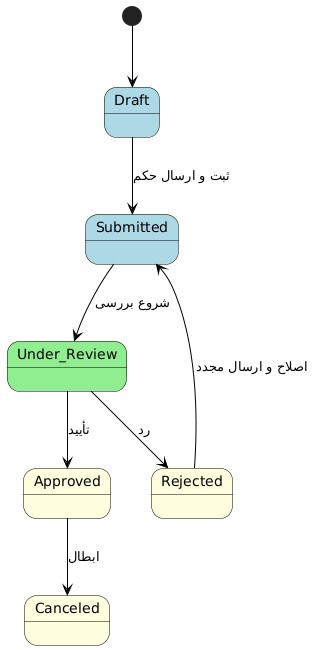 Draft
ثبت و ارسال حکم
Submitted
شروع بررسی
Under_Review
اصلاح و ارسال مجدد
تأیید
رد
Approved
Rejected
ابطال
Canceled